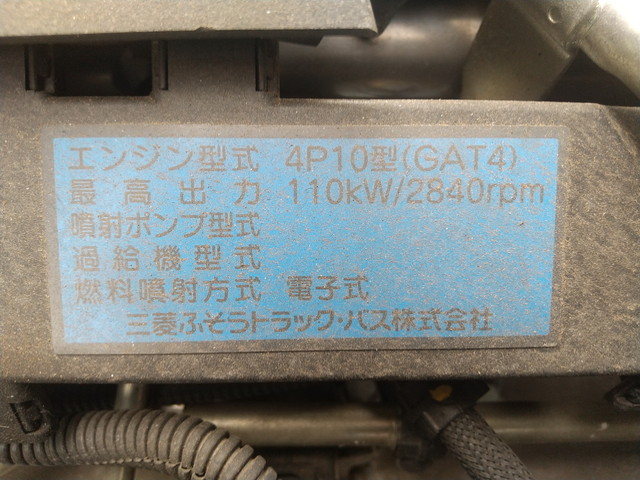 エンジン型式 4P10型(GAT4)
最高出力 110kW/2840rpm
噴射ポンプ型式
過給機型式
燃料噴射方式 電子式
三菱ふそうトラック・バス株式会社